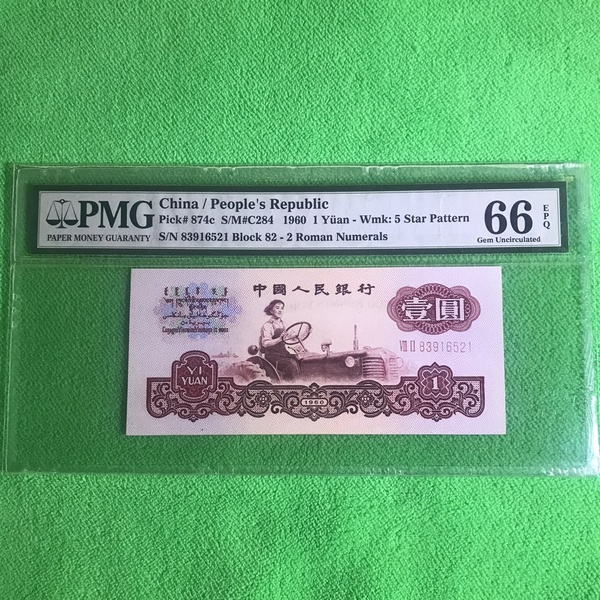 PMG
PAPER MONEY GUARANTY
China / People's Republic
Pick# 874c S/M#C284 1960 1 Yüan - Wmk: 5 Star Pattern
S/N 83916521 Block 82 - 2 Roman Numerals
66 EPQ
Gem Uncirculated
中國人民銀行
壹圓
VIII II 83916521
YI
YUAN
1960
1